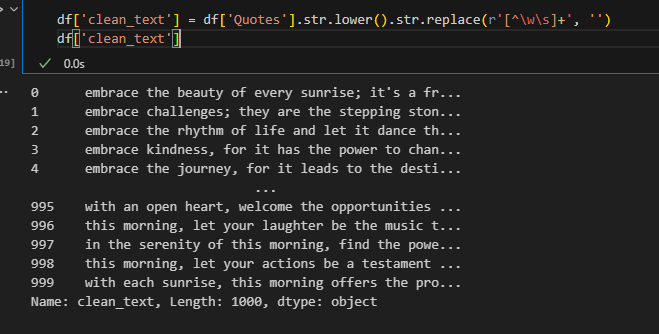 df['clean_text'] = df['Quotes'].str.lower().str.replace(r'[^\w\s]+', '')
df['clean_text']
19]
0.0s
0 embrace the beauty of every sunrise; it's a fr...
1 embrace challenges; they are the stepping ston...
2 embrace the rhythm of life and let it dance th...
3 embrace kindness, for it has the power to chan...
4 embrace the journey, for it leads to the desti...
...
995 with an open heart, welcome the opportunities ...
996 this morning, let your laughter be the music t...
997 in the serenity of this morning, find the powe...
998 this morning, let your actions be a testament ...
999 with each sunrise, this morning offers the pro...
Name: clean_text, Length: 1000, dtype: object